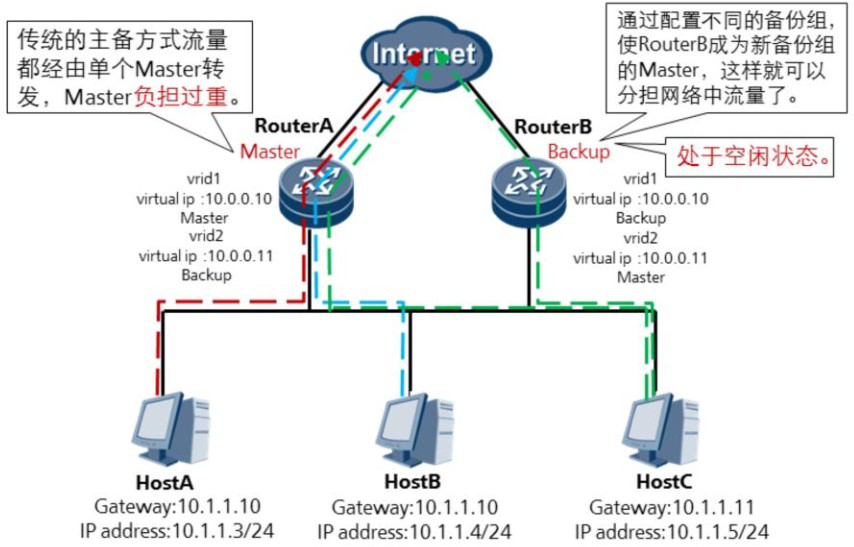 传统的主备方式流量
都经由单个Master转
发，Master负担过重。
Internet
通过配置不同的备份组，
使RouterB成为新备份组
的Master，这样就可以
分担网络中流量了。
RouterA
Master
RouterB
Backup
处于空闲状态。
vrid1
virtual ip :10.0.0.10
Master
vrid2
virtual ip :10.0.0.11
Backup
vrid1
virtual ip :10.0.0.10
Backup
vrid2
virtual ip :10.0.0.11
Master
HostA
Gateway:10.1.1.10
IP address:10.1.1.3/24
HostB
Gateway:10.1.1.10
IP address:10.1.1.4/24
HostC
Gateway:10.1.1.11
IP address:10.1.1.5/24